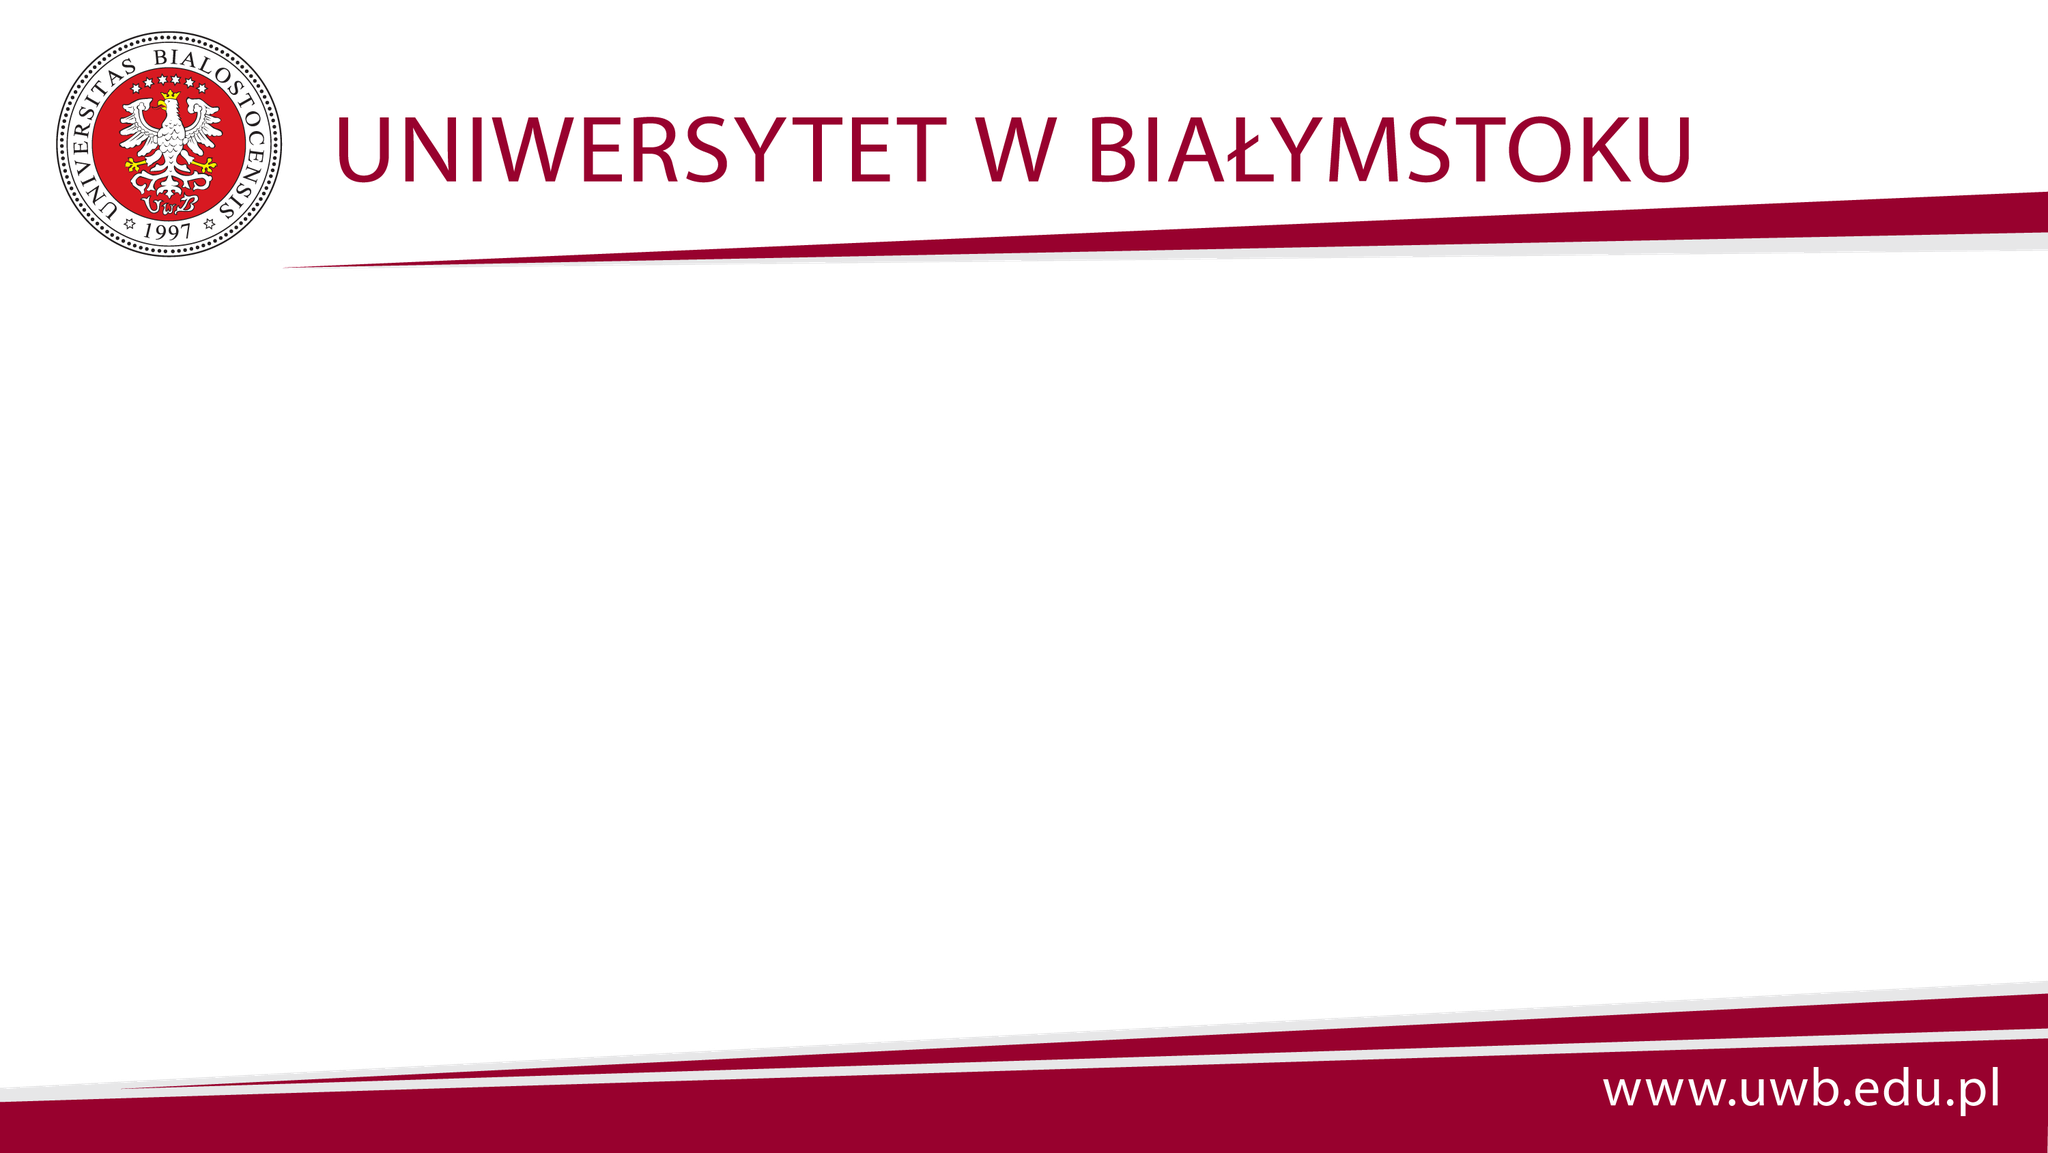 UNIVERSITAS BIALOSTOCENSIS
UwB
1997
UNIWERSYTET W BIAŁYMSTOKU
www.uwb.edu.pl